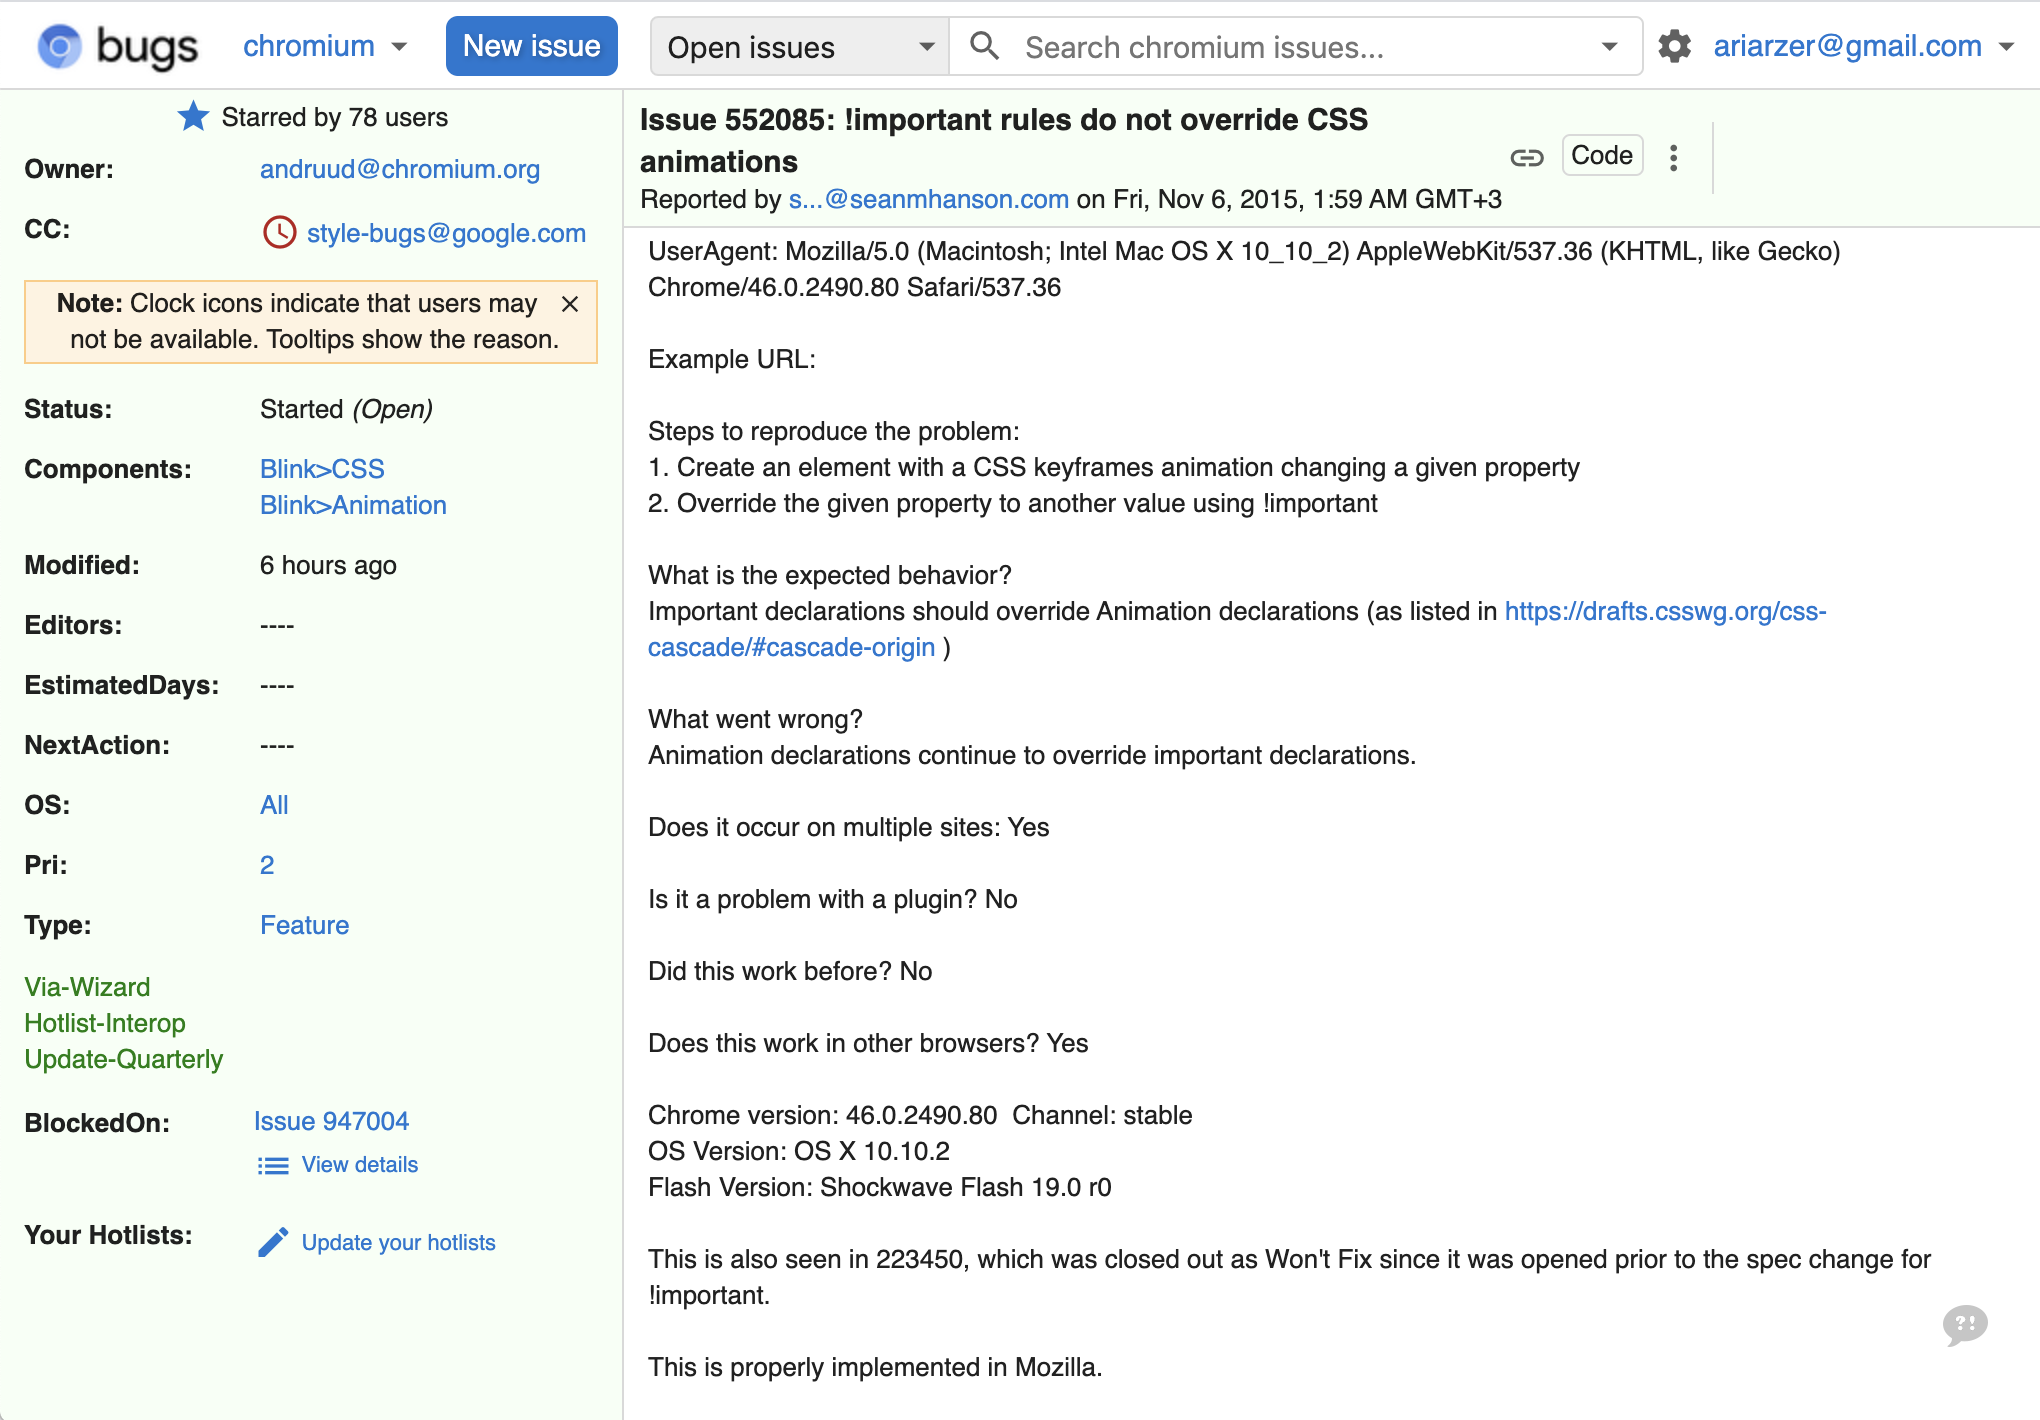 bugs chromium New issue Open issues Search chromium issues... ariarzer@gmail.com
Starred by 78 users
Owner: andruud@chromium.org
CC: style-bugs@google.com
Note: Clock icons indicate that users may
not be available. Tooltips show the reason.
Status: Started (Open)
Components: Blink>CSS
Blink>Animation
Modified: 6 hours ago
Editors: ----
EstimatedDays: ----
NextAction: ----
OS: All
Pri: 2
Type: Feature
Via-Wizard
Hotlist-Interop
Update-Quarterly
BlockedOn: Issue 947004
View details
Your Hotlists: Update your hotlists
Issue 552085: !important rules do not override CSS
animations
Code
Reported by s...@seanmhanson.com on Fri, Nov 6, 2015, 1:59 AM GMT+3
UserAgent: Mozilla/5.0 (Macintosh; Intel Mac OS X 10_10_2) AppleWebKit/537.36 (KHTML, like Gecko)
Chrome/46.0.2490.80 Safari/537.36
Example URL:
Steps to reproduce the problem:
1. Create an element with a CSS keyframes animation changing a given property
2. Override the given property to another value using !important
What is the expected behavior?
Important declarations should override Animation declarations (as listed in https://drafts.csswg.org/css-
cascade/#cascade-origin )
What went wrong?
Animation declarations continue to override important declarations.
Does it occur on multiple sites: Yes
Is it a problem with a plugin? No
Did this work before? No
Does this work in other browsers? Yes
Chrome version: 46.0.2490.80 Channel: stable
OS Version: OS X 10.10.2
Flash Version: Shockwave Flash 19.0 r0
This is also seen in 223450, which was closed out as Won't Fix since it was opened prior to the spec change for
!important.
?!
This is properly implemented in Mozilla.